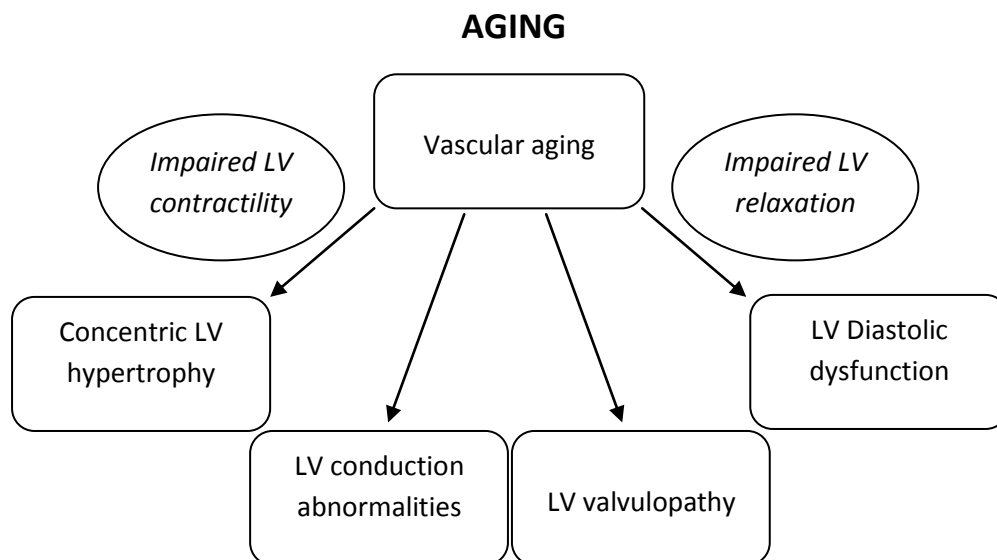 AGING
Vascular aging
Impaired LV
contractility
Impaired LV
relaxation
Concentric LV
hypertrophy
LV Diastolic
dysfunction
LV conduction
abnormalities
LV valvulopathy